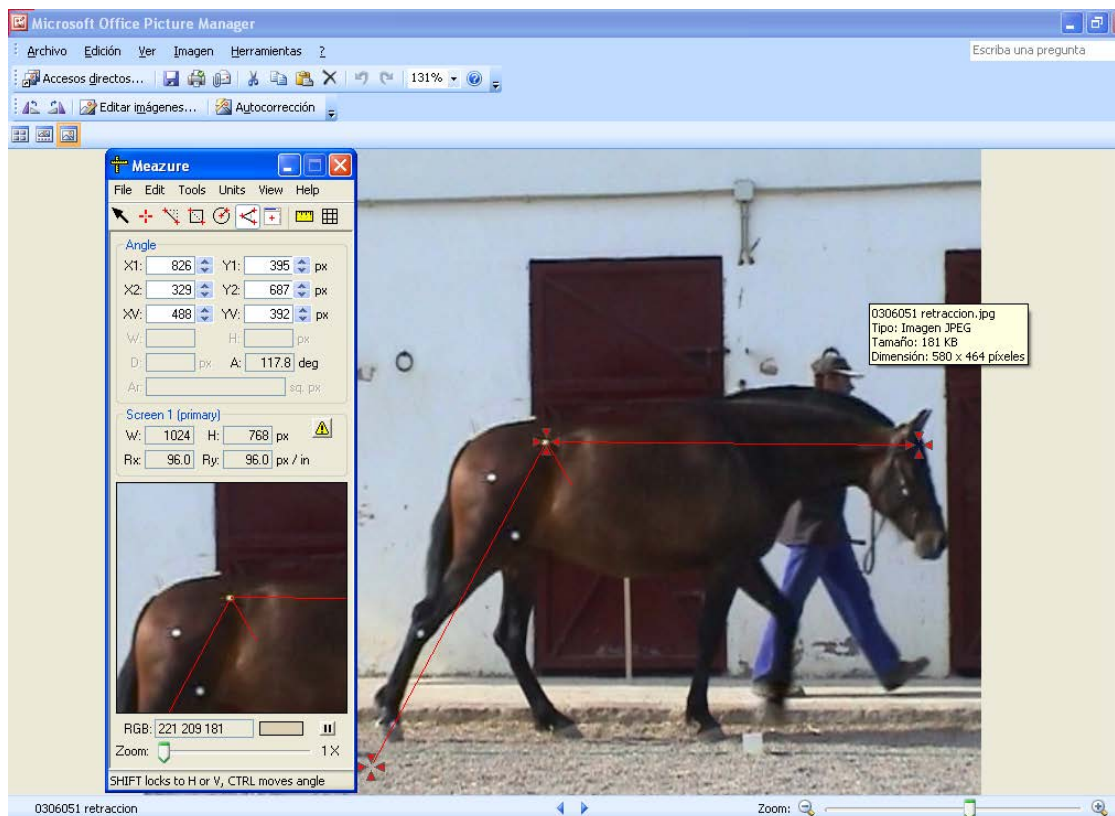 Microsoft Office Picture Manager
Archivo Edición Ver Imagen Herramientas ?
Escriba una pregunta
Accesos directos... 131%
Editar imágenes... Autocorrección
Meazure
File Edit Tools Units View Help
Angle
X1: 826 Y1: 395 px
X2: 329 Y2: 687 px
XV: 488 YV: 392 px
W: H: px
D: px A: 117.8 deg
Ar: sq. px
Screen 1 (primary)
W: 1024 H: 768 px
Rx: 96.0 Ry: 96.0 px / in
RGB: 221 209 181
Zoom: 1X
SHIFT locks to H or V, CTRL moves angle
0306051 retraccion.jpg
Tipo: Imagen JPEG
Tamaño: 181 KB
Dimensión: 580 x 464 píxeles
0306051 retraccion
Zoom: